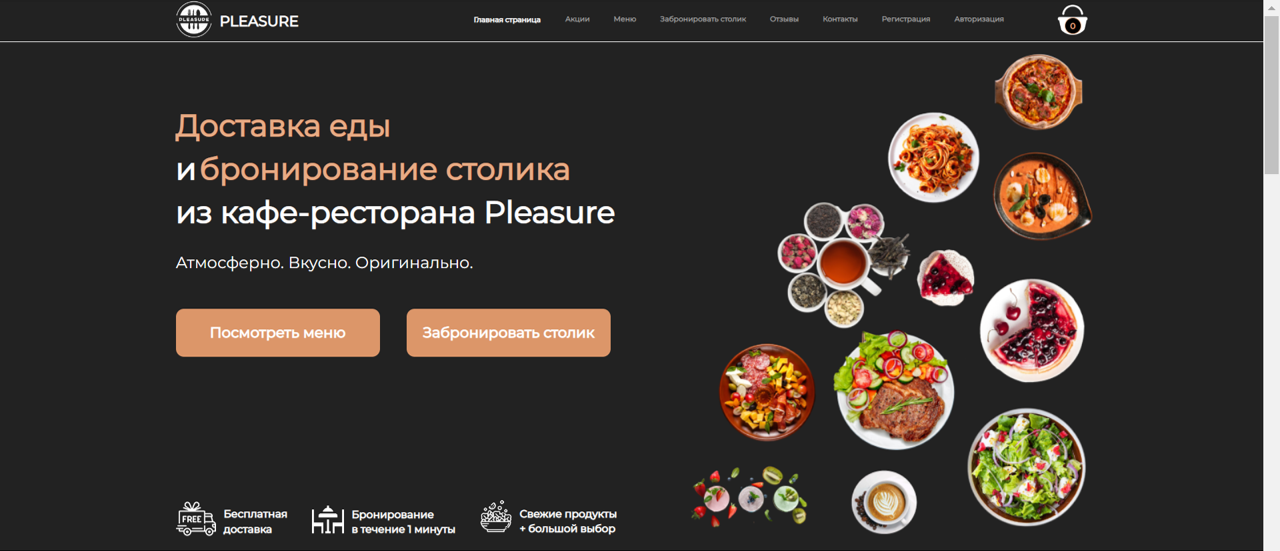 PLEASURE
PLEASURE
Главная страница
Акции
Меню
Забронировать столик
Отзывы
Контакты
Регистрация
Авторизация
0
Доставка еды
и бронирование столика
из кафе-ресторана Pleasure
Атмосферно. Вкусно. Оригинально.
Посмотреть меню
Забронировать столик
FREE
Бесплатная
доставка
Бронирование
в течение 1 минуты
Свежие продукты
+ большой выбор